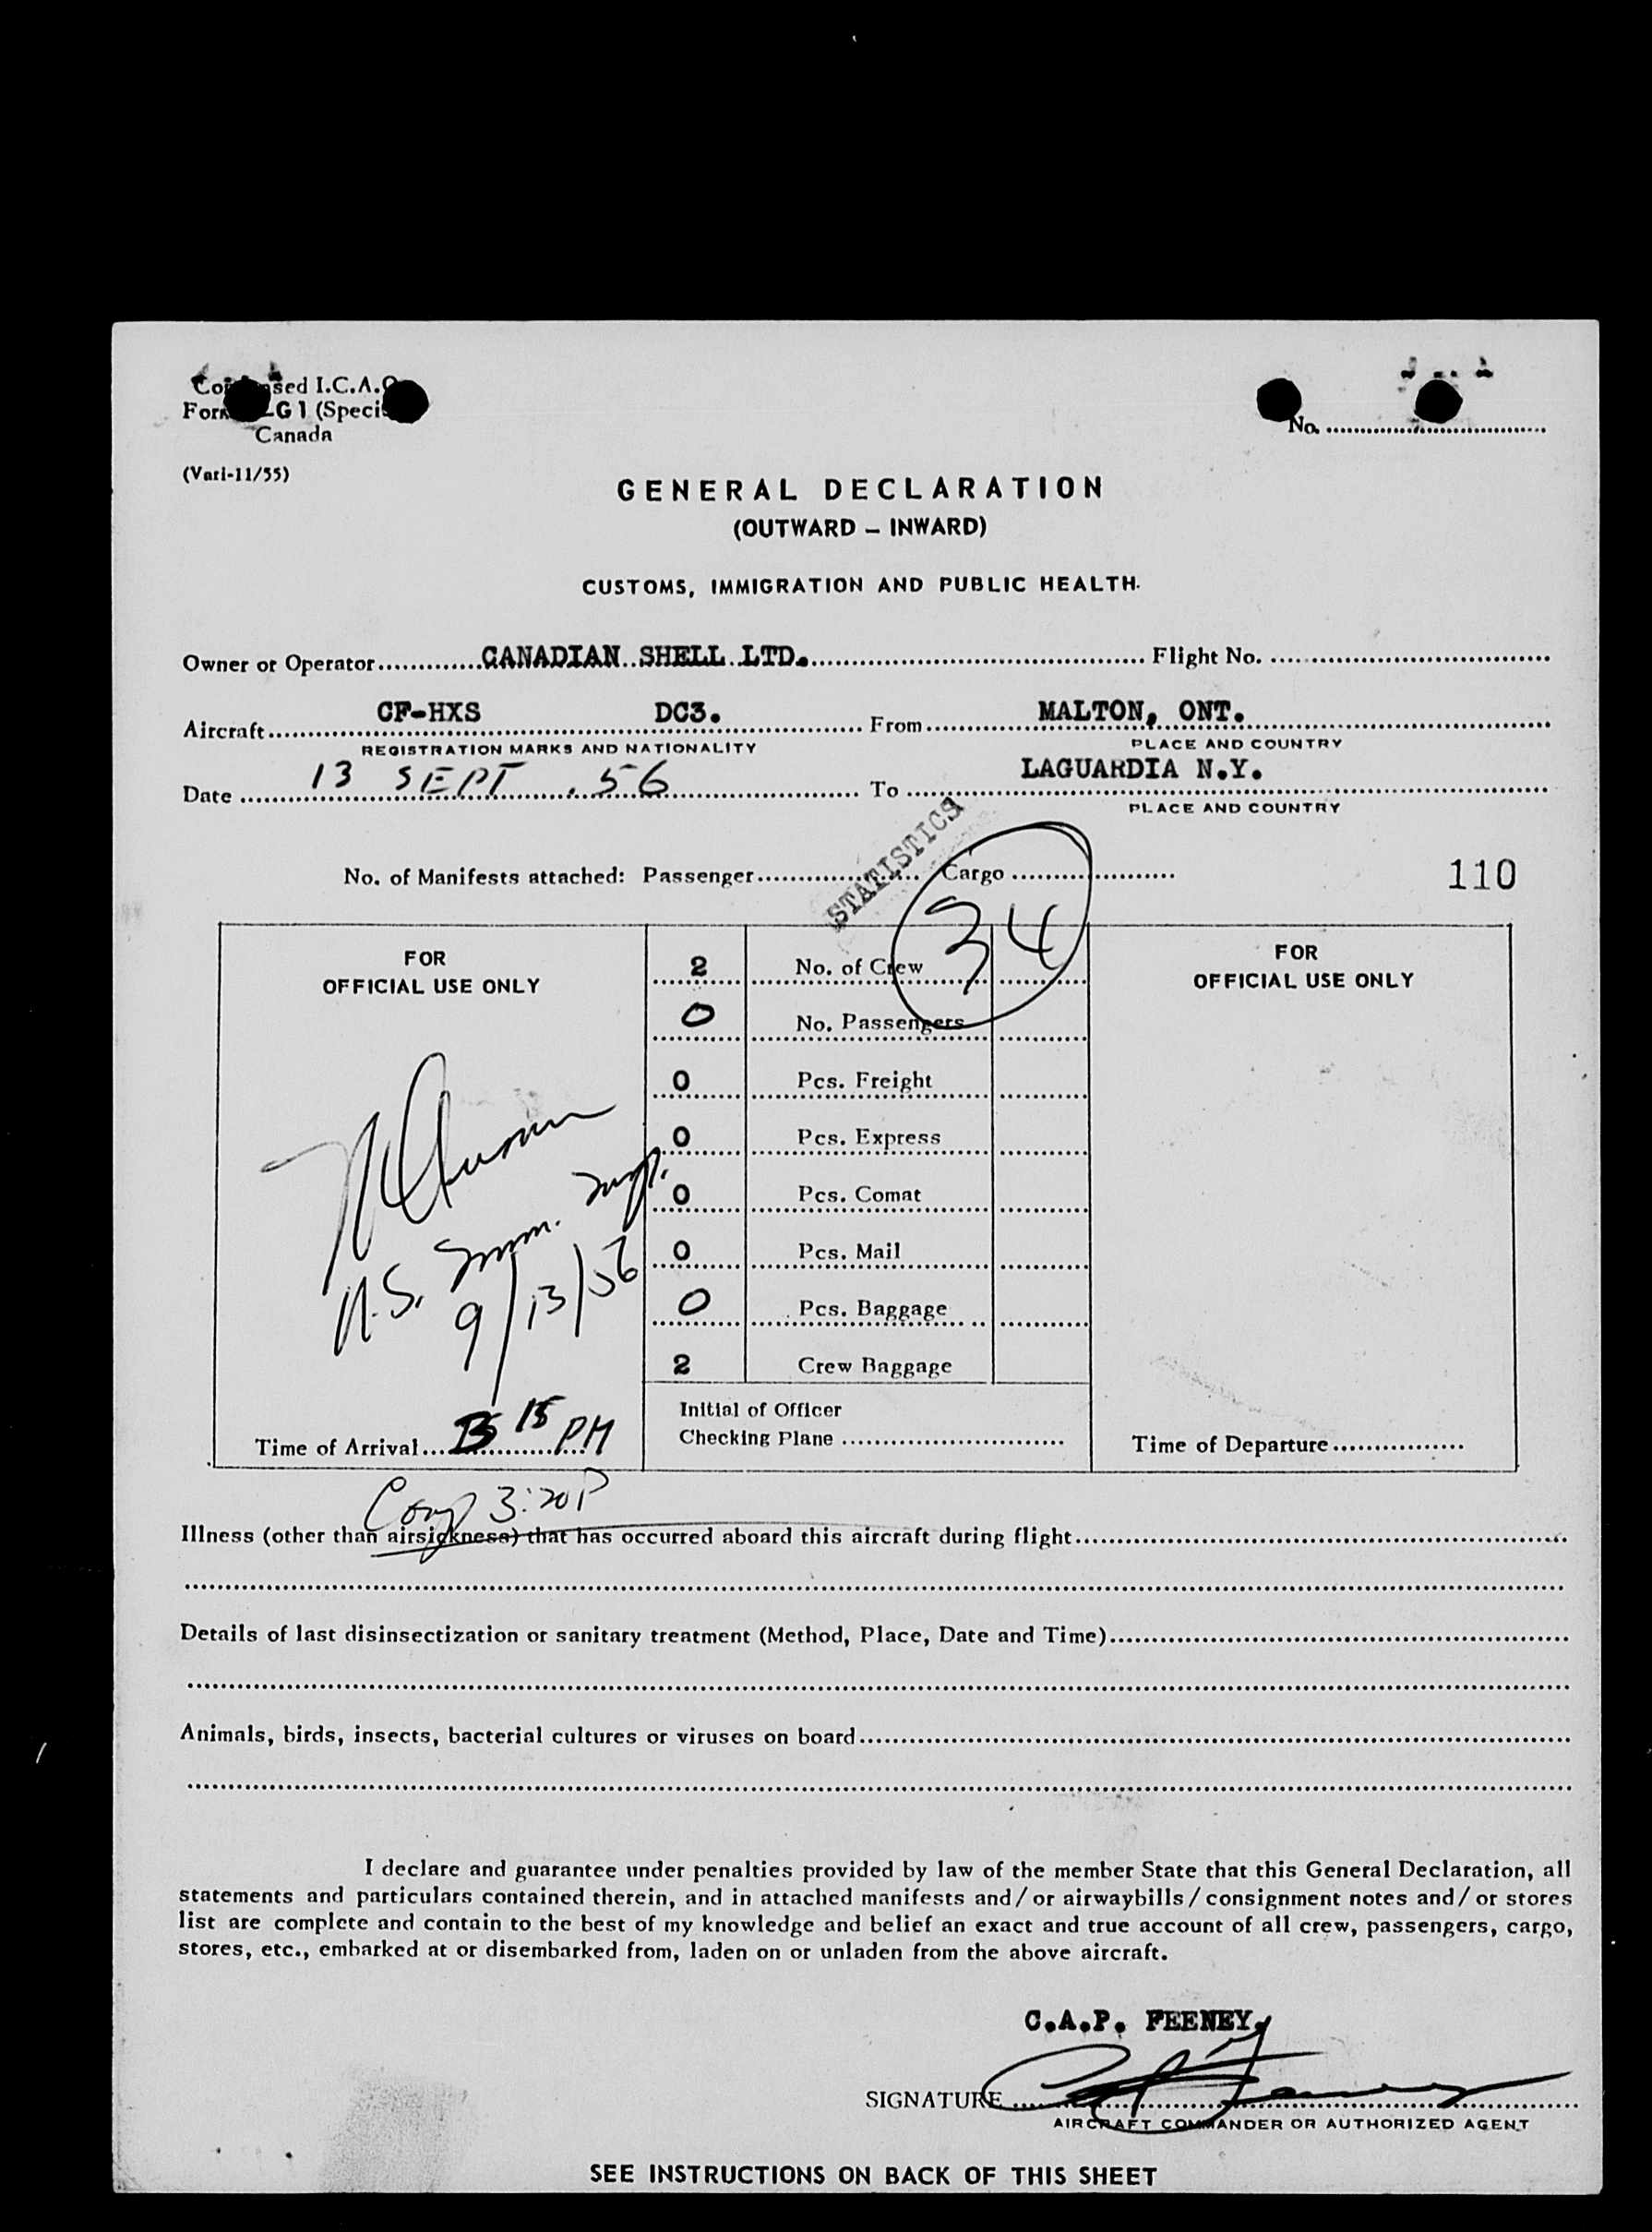 Condensed I.C.A.O.
Form -G 1 (Special
Canada
(Vari-11/55)
No.
GENERAL DECLARATION
(OUTWARD – INWARD)
CUSTOMS, IMMIGRATION AND PUBLIC HEALTH.
Owner or Operator CANADIAN SHELL LTD. Flight No.
Aircraft CF-HXS DC3. From MALTON, ONT.
REGISTRATION MARKS AND NATIONALITY PLACE AND COUNTRY
Date 13 SEPT. 56 To LAGUARDIA N.Y.
PLACE AND COUNTRY
STATISTICS
No. of Manifests attached: Passenger Cargo 110
34
FOR
OFFICIAL USE ONLY
2 No. of Crew
0 No. Passengers
0 Pcs. Freight
0 Pcs. Express
0 Pcs. Comat
0 Pcs. Mail
0 Pcs. Baggage
2 Crew Baggage
Initial of Officer
Checking Plane
FOR
OFFICIAL USE ONLY
U.S. Imm. Insp.
9/13/56
Time of Arrival 3 15 PM
Time of Departure
Comp 3:20P
Illness (other than airsickness) that has occurred aboard this aircraft during flight
Details of last disinsectization or sanitary treatment (Method, Place, Date and Time)
Animals, birds, insects, bacterial cultures or viruses on board
I declare and guarantee under penalties provided by law of the member State that this General Declaration, all
statements and particulars contained therein, and in attached manifests and/or airwaybills/consignment notes and/or stores
list are complete and contain to the best of my knowledge and belief an exact and true account of all crew, passengers, cargo,
stores, etc., embarked at or disembarked from, laden on or unladen from the above aircraft.
C.A.P. FEENEY,
SIGNATURE
AIRCRAFT COMMANDER OR AUTHORIZED AGENT
SEE INSTRUCTIONS ON BACK OF THIS SHEET